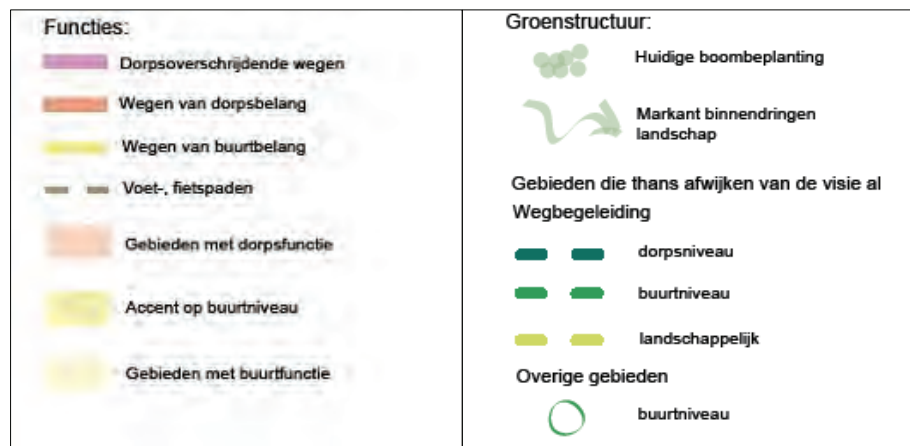 Functies:
Dorpsoverschrijdende wegen
Wegen van dorpsbelang
Wegen van buurtbelang
Voet-, fietspaden
Gebieden met dorpsfunctie
Accent op buurtniveau
Gebieden met buurtfunctie
Groenstructuur:
Huidige boombeplanting
Markant binnendringen
landschap
Gebieden die thans afwijken van de visie al
Wegbegeleiding
dorpsniveau
buurtniveau
landschappelijk
Overige gebieden
buurtniveau